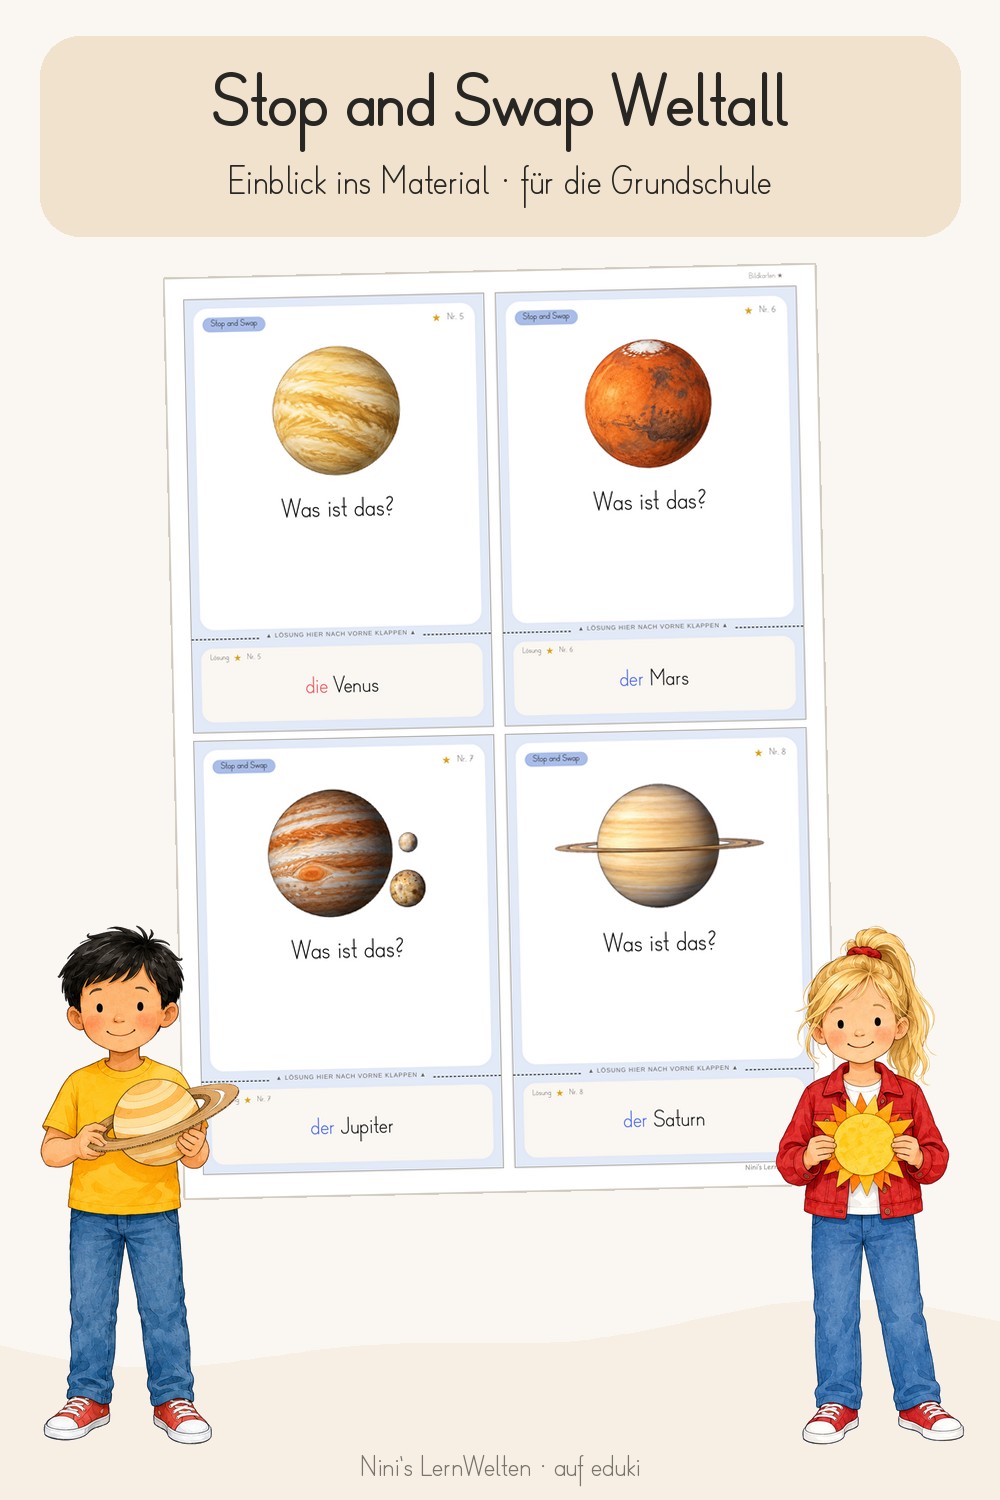 Stop and Swap Weltall
Einblick ins Material · für die Grundschule
Bildkarten ★
Stop and Swap
★ Nr. 5
Was ist das?
▲ LÖSUNG HIER NACH VORNE KLAPPEN ▲
Lösung ★ Nr. 5
die Venus
Stop and Swap
★ Nr. 6
Was ist das?
▲ LÖSUNG HIER NACH VORNE KLAPPEN ▲
Lösung ★ Nr. 6
der Mars
Stop and Swap
★ Nr. 7
Was ist das?
▲ LÖSUNG HIER NACH VORNE KLAPPEN ▲
★ Nr. 7
der Jupiter
Stop and Swap
★ Nr. 8
Was ist das?
▲ LÖSUNG HIER NACH VORNE KLAPPEN ▲
Lösung ★ Nr. 8
der Saturn
Nini's
Nini's LernWelten · auf eduki